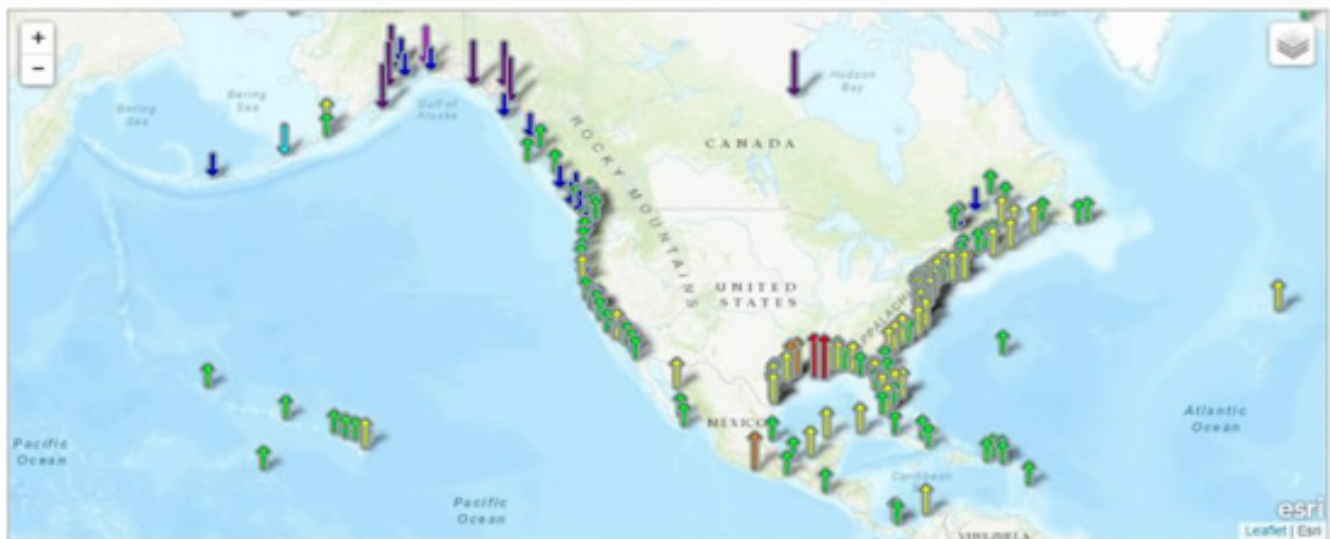 +
−
Bering
Sea
Bering
Sea
Gulf of
Alaska
Hudson
Bay
CANADA
ROCKY MOUNTAINS
UNITED
STATES
MÉXICO
Caribbean
Atlantic
Ocean
Pacific
Ocean
Pacific
Ocean
esri
Leaflet | Esri